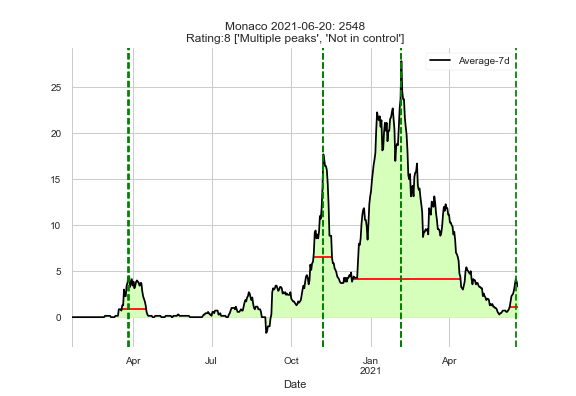 Monaco 2021-06-20: 2548
Rating:8 ['Multiple peaks', 'Not in control']
Average-7d
25
20
15
10
5
0
Apr Jul Oct Jan Apr
2021
Date